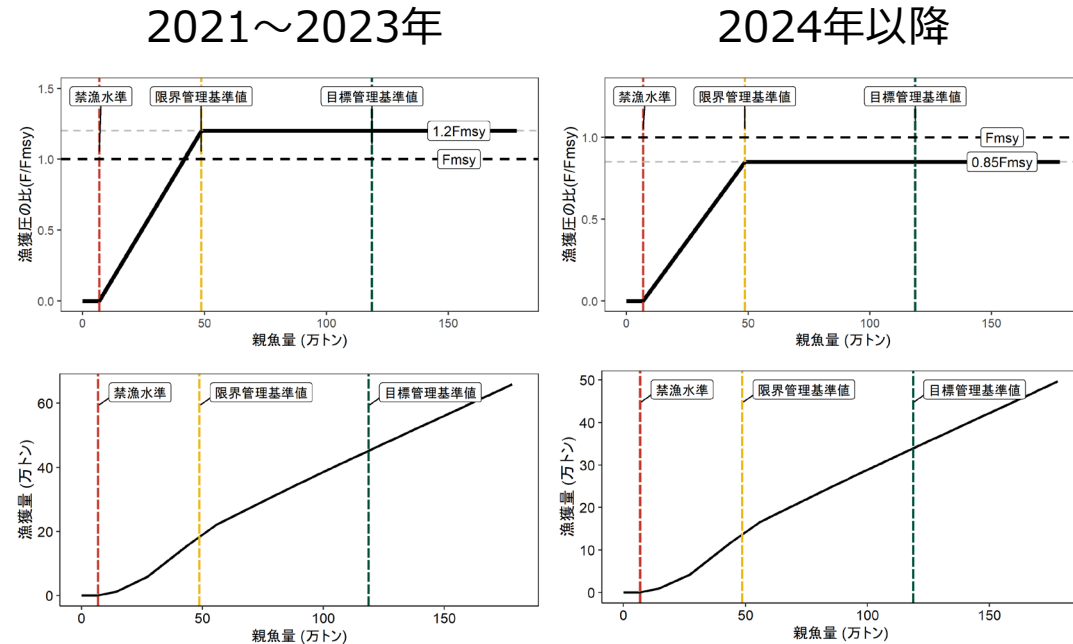 2021～2023年
2024年以降
1.5
1.0
0.5
0.0
漁獲圧の比(F/Fmsy)
禁漁水準
限界管理基準値
目標管理基準値
1.2Fmsy
Fmsy
0
50
100
150
親魚量 (万トン)
1.0
0.5
0.0
漁獲圧の比(F/Fmsy)
禁漁水準
限界管理基準値
目標管理基準値
Fmsy
0.85Fmsy
0
50
100
150
親魚量 (万トン)
60
40
20
0
漁獲量 (万トン)
禁漁水準
限界管理基準値
目標管理基準値
0
50
100
150
親魚量 (万トン)
50
40
30
20
10
0
漁獲量 (万トン)
禁漁水準
限界管理基準値
目標管理基準値
0
50
100
150
親魚量 (万トン)